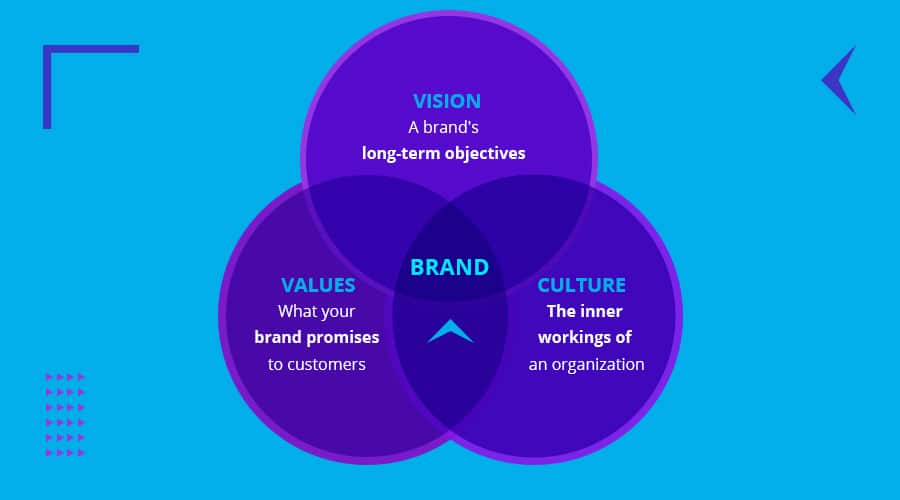 VISION
A brand's
long-term objectives
BRAND
VALUES
What your
brand promises
to customers
CULTURE
The inner
workings of
an organization